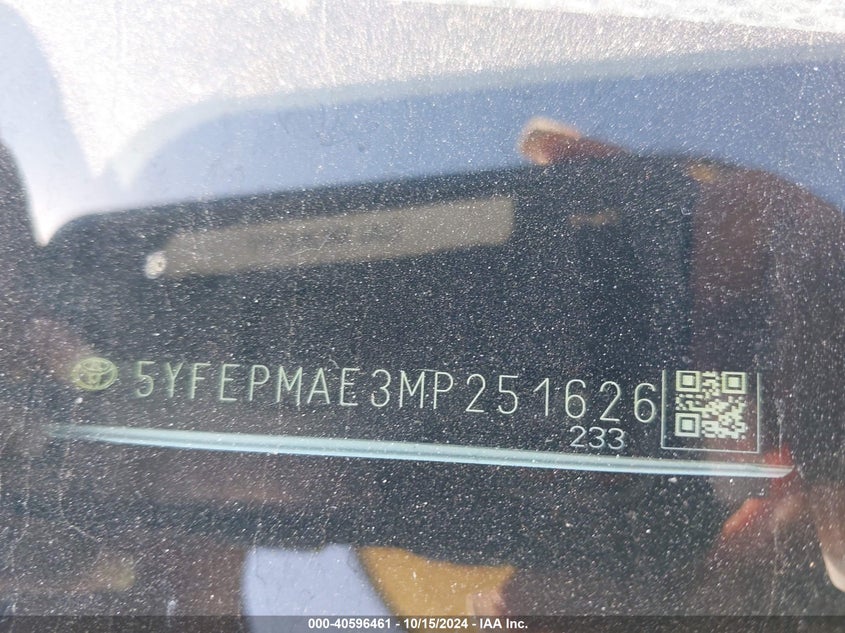 5YFEPMAE3MP251626
233
000-40596461 - 10/15/2024 - IAA Inc.